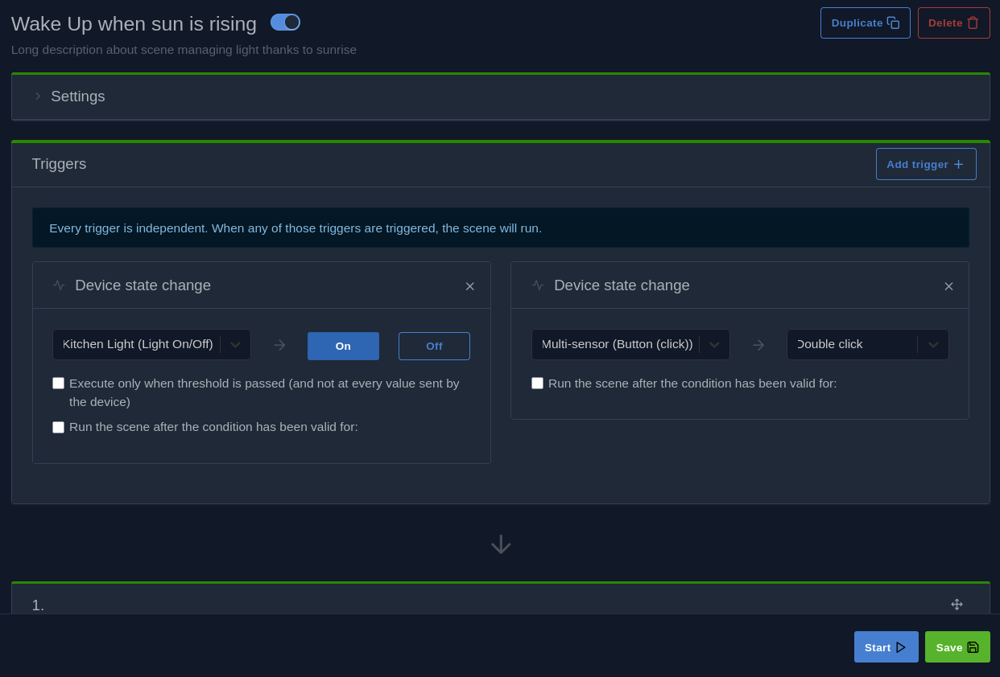 Wake Up when sun is rising
Duplicate
Delete
Long description about scene managing light thanks to sunrise
Settings
Triggers
Add trigger
Every trigger is independent. When any of those triggers are triggered, the scene will run.
Device state change
Kitchen Light (Light On/Off)
On
Off
Execute only when threshold is passed (and not at every value sent by
the device)
Run the scene after the condition has been valid for:
Device state change
Multi-sensor (Button (click))
Double click
Run the scene after the condition has been valid for:
1.
Start
Save